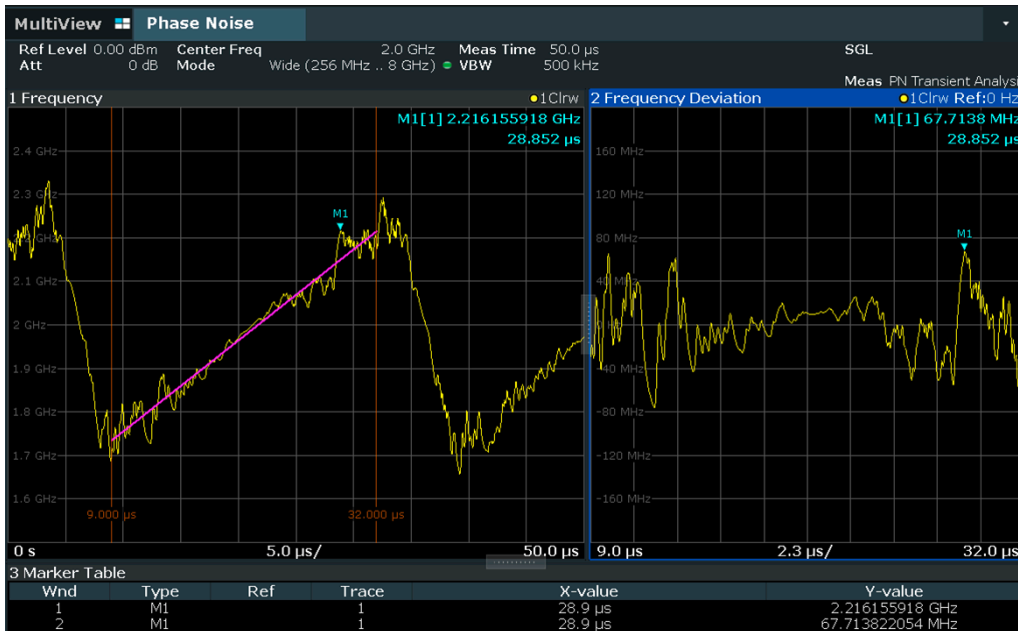 MultiView Phase Noise
Ref Level 0.00 dBm Center Freq 2.0 GHz Meas Time 50.0 µs SGL
Att 0 dB Mode Wide (256 MHz .. 8 GHz) VBW 500 kHz
Meas PN Transient Analysi
1 Frequency 1Clrw 2 Frequency Deviation 1Clrw Ref:0 Hz
M1[1] 2.216155918 GHz M1[1] 67.7138 MHz
28.852 µs 28.852 µs
2.4 GHz 160 MHz
2.3 GHz 120 MHz
M1 M1
GHz 80 MHz
2.1 GHz 40 MHz
2 GHz
1.9 GHz -40 MHz
1.8 GHz -80 MHz
1.7 GHz -120 MHz
1.6 GHz -160 MHz
9.000 µs 32.000 µs
0 s 5.0 µs/ 50.0 µs 9.0 µs 2.3 µs/ 32.0 µs
3 Marker Table
Wnd Type Ref Trace X-value Y-value
1 M1 1 28.9 µs 2.216155918 GHz
2 M1 1 28.9 µs 67.713822054 MHz